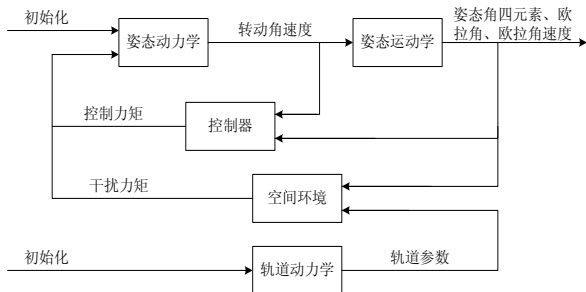 初始化
姿态动力学
转动角速度
姿态运动学
姿态角四元素、欧
拉角、欧拉角速度
控制力矩
控制器
干扰力矩
空间环境
初始化
轨道动力学
轨道参数